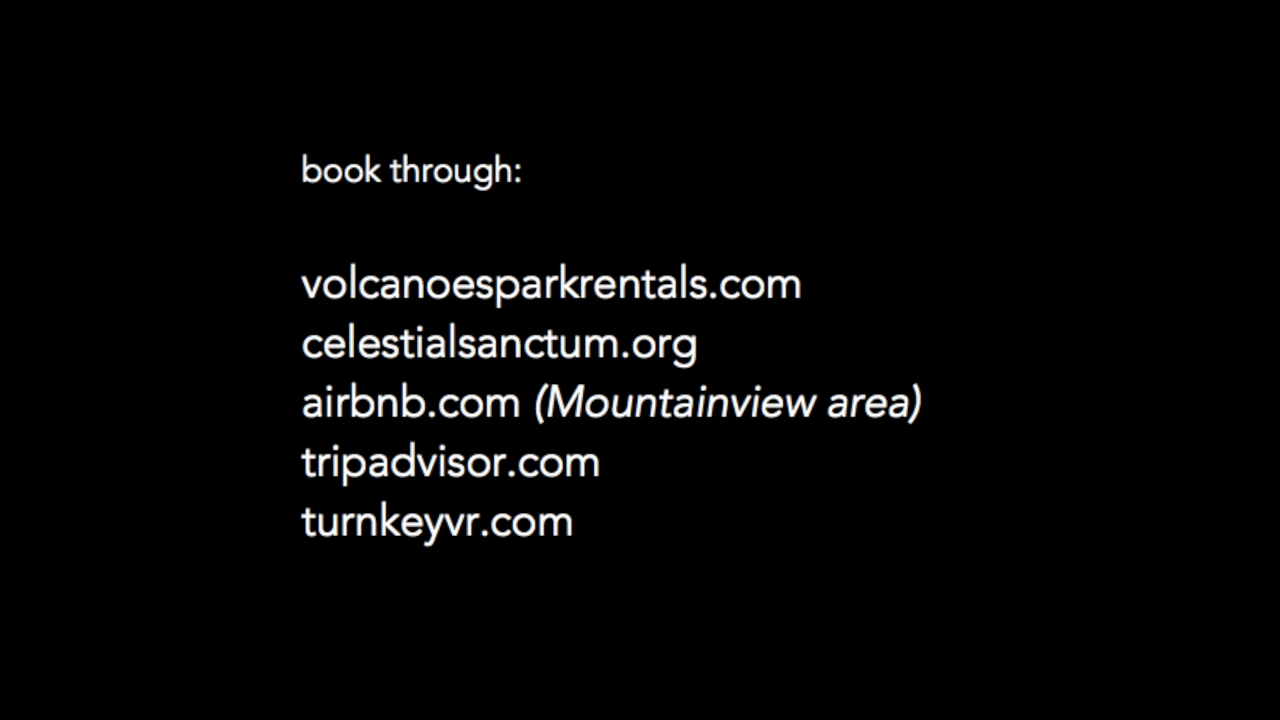 book through:
volcanoesparkrentals.com
celestialsanctum.org
airbnb.com (Mountainview area)
tripadvisor.com
turnkeyvr.com